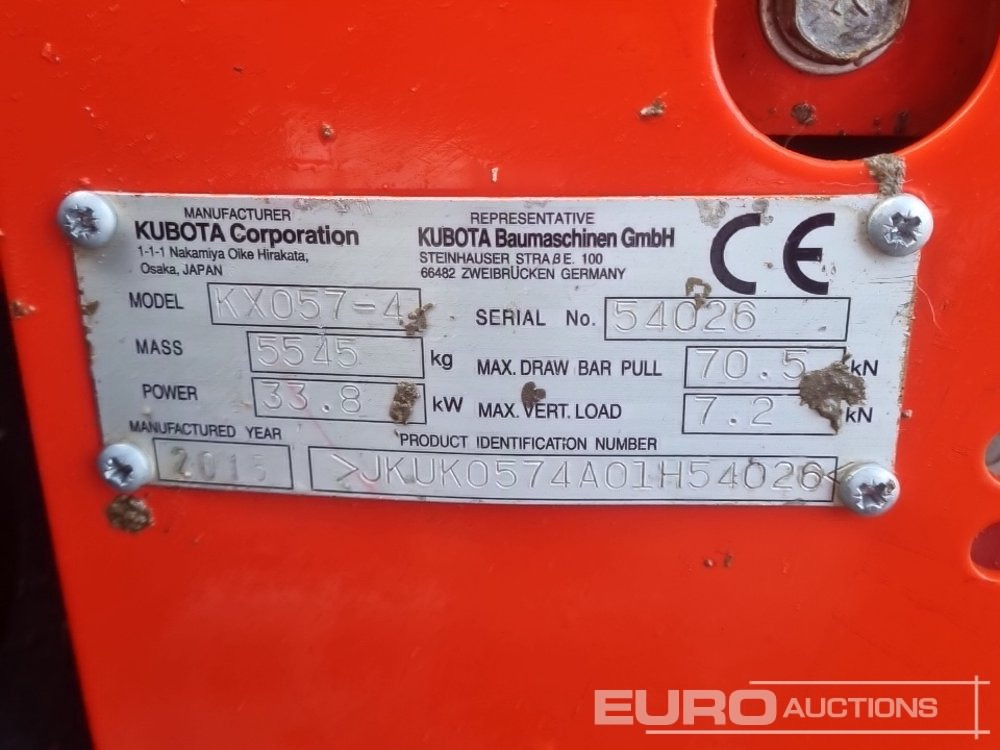 MANUFACTURER
KUBOTA Corporation
1-1-1 Nakamiya Oike Hirakata,
Osaka, JAPAN
REPRESENTATIVE
KUBOTA Baumaschinen GmbH
STEINHAUSER STRAβE. 100
66482 ZWEIBRÜCKEN GERMANY
CE
MODEL KX057-4
SERIAL No. 54026
MASS 5545 kg
MAX. DRAW BAR PULL 70.5 kN
POWER 33.8 kW
MAX. VERT. LOAD 7.2 kN
MANUFACTURED YEAR
2015
PRODUCT IDENTIFICATION NUMBER
>JKUK0574A01H54026<
EURO AUCTIONS